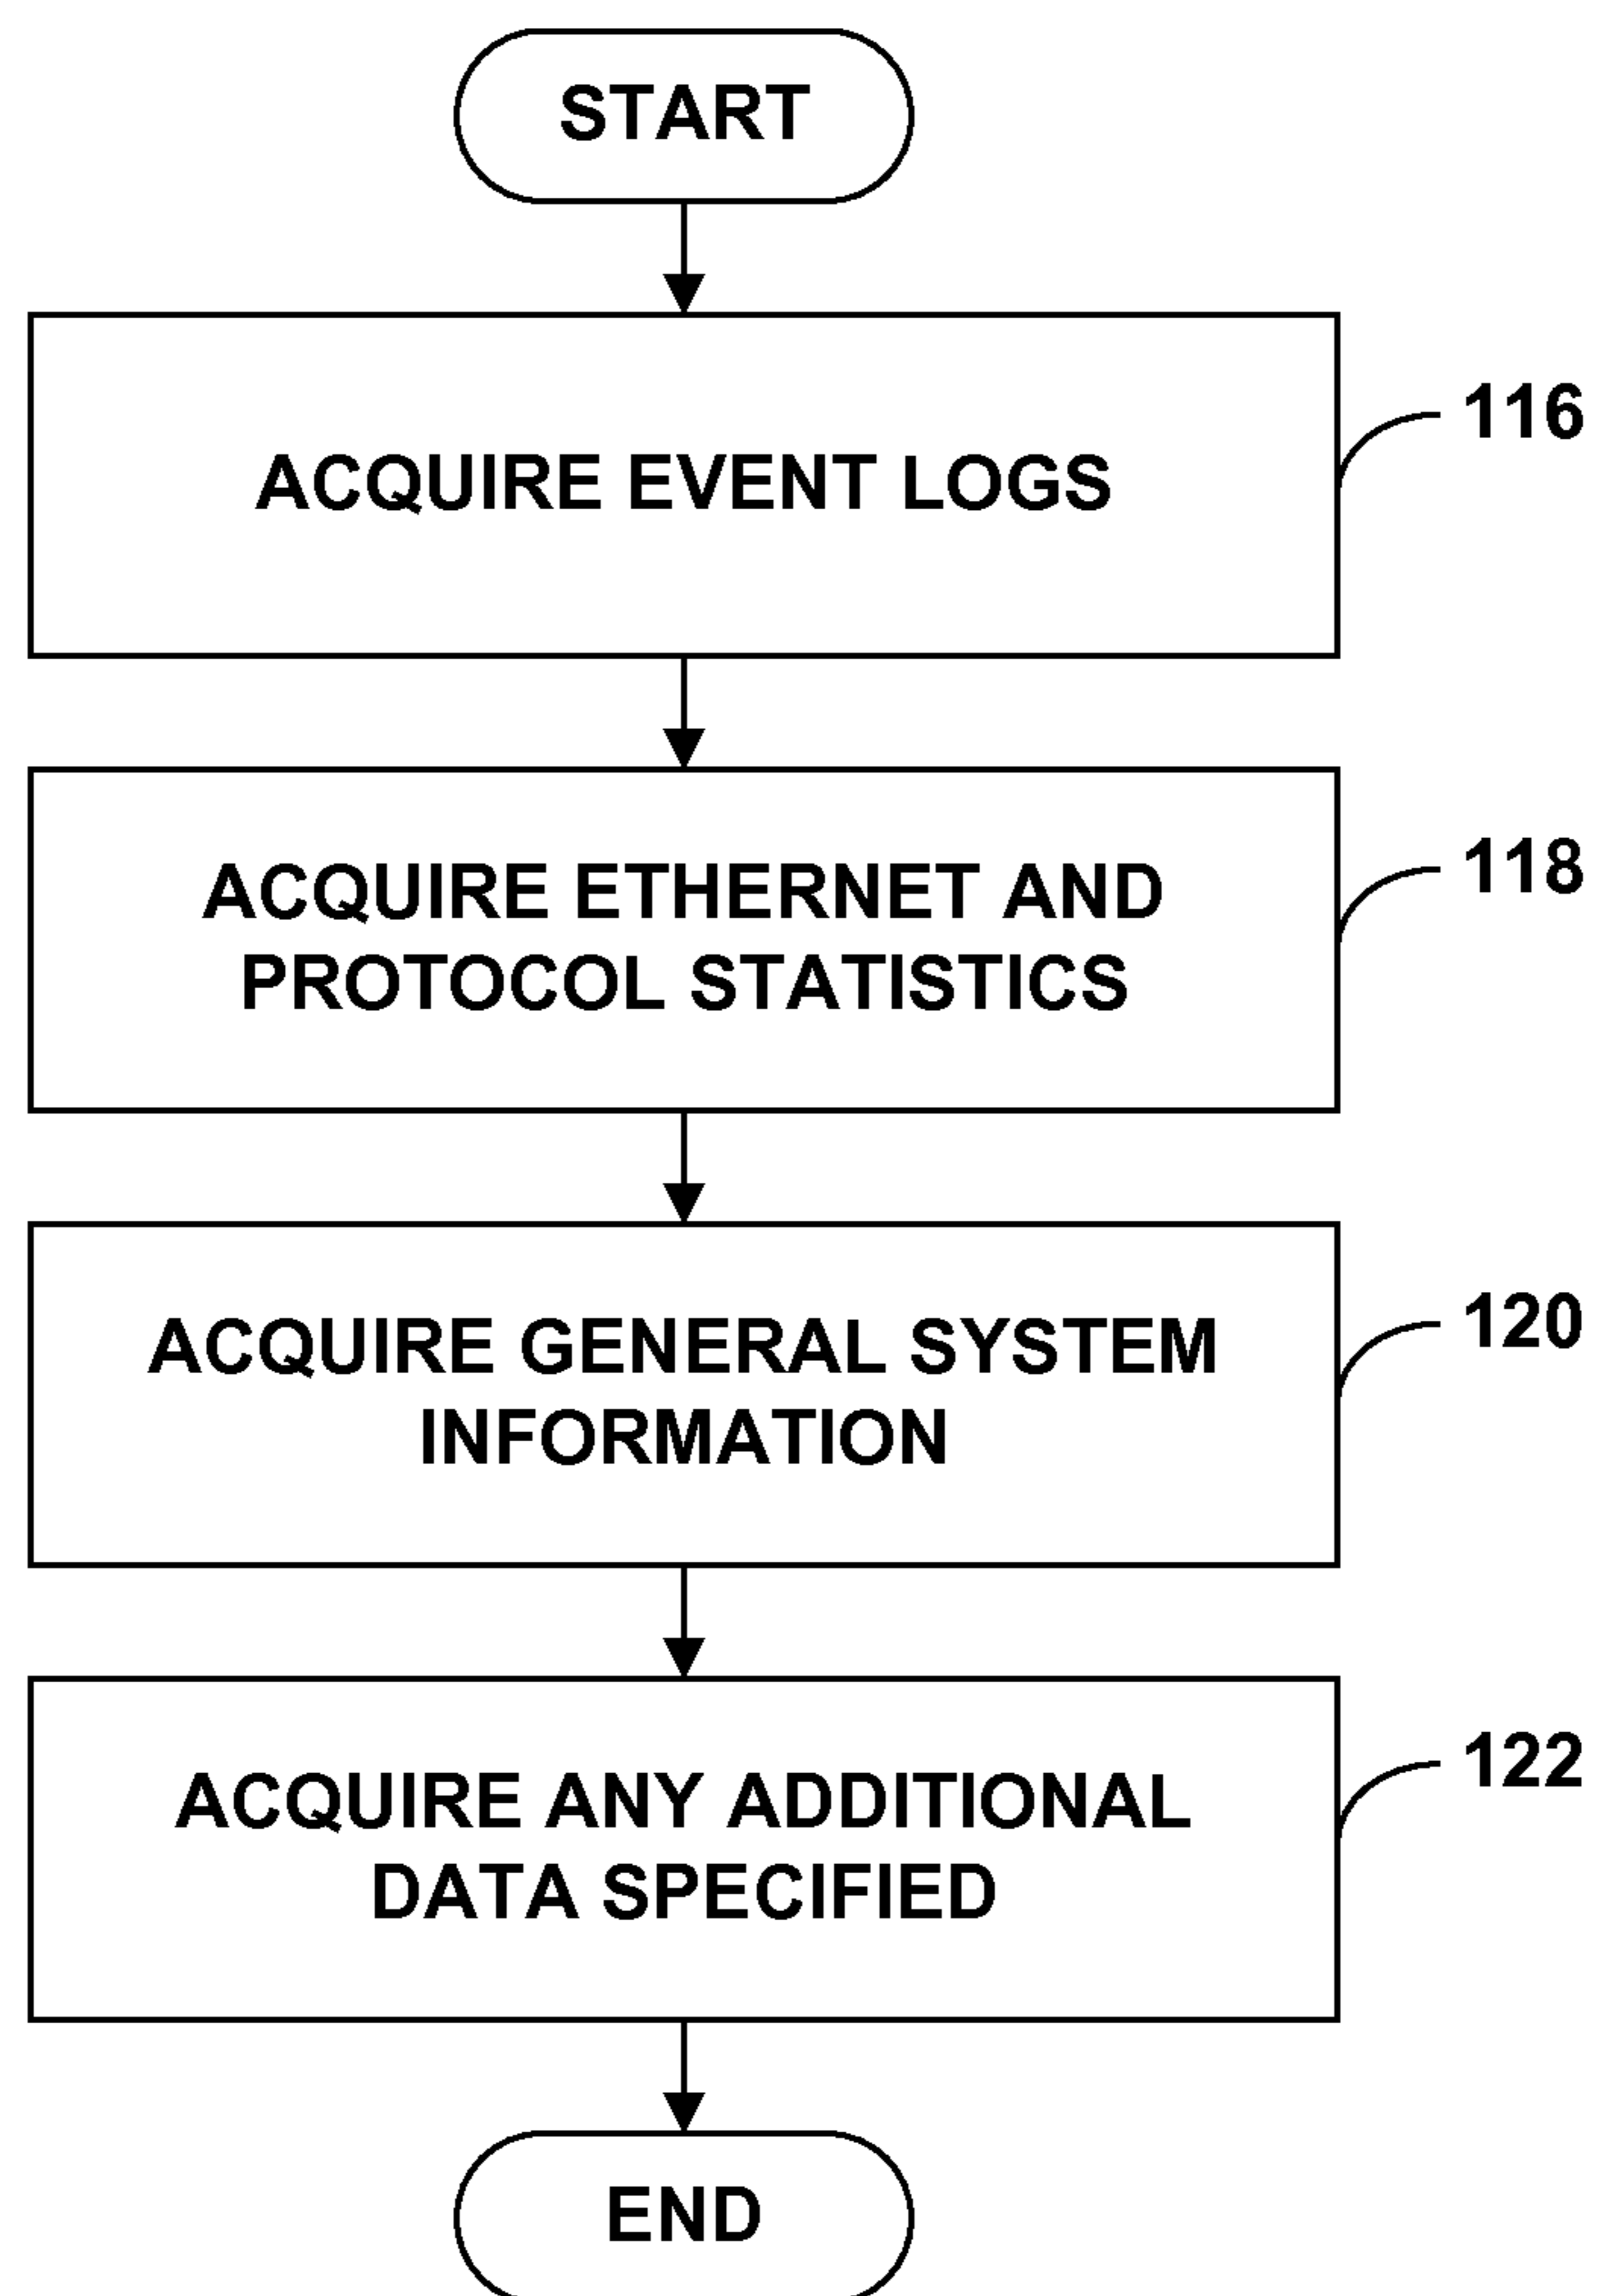 START
ACQUIRE EVENT LOGS
116
ACQUIRE ETHERNET AND
PROTOCOL STATISTICS
118
ACQUIRE GENERAL SYSTEM
INFORMATION
120
ACQUIRE ANY ADDITIONAL
DATA SPECIFIED
122
END